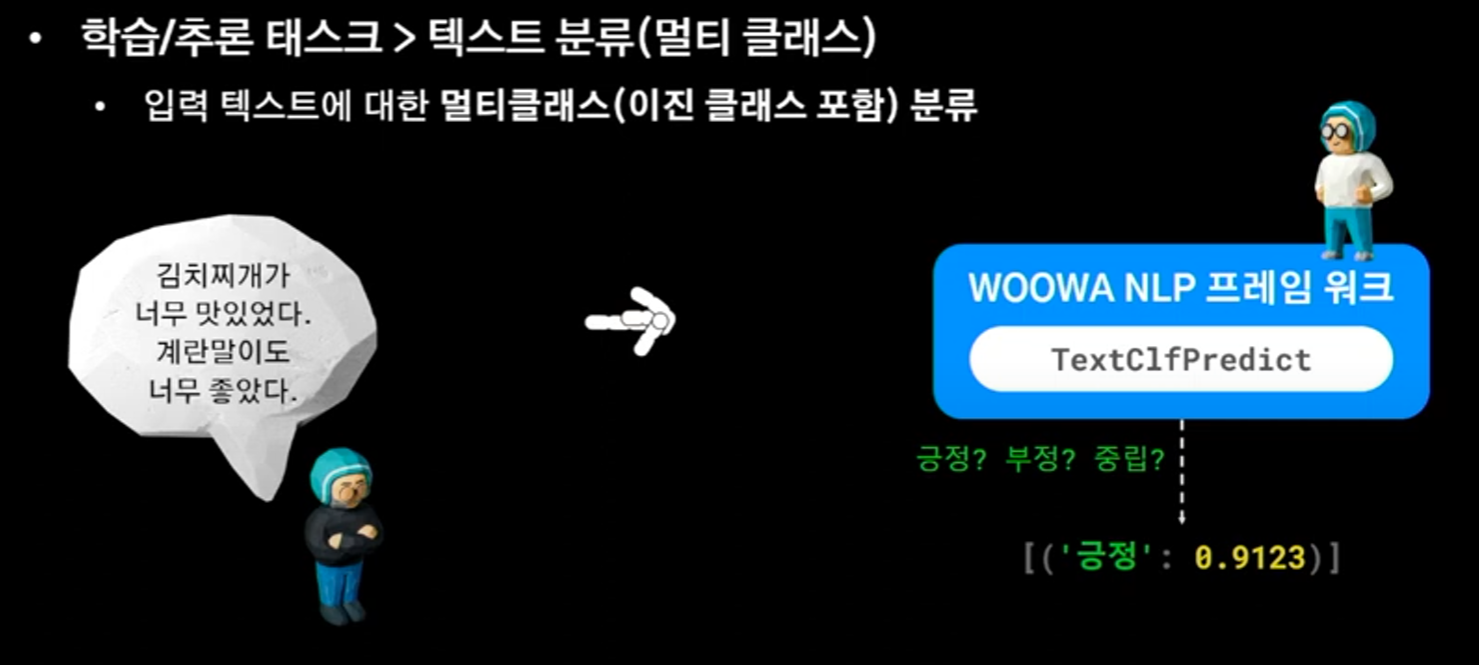 • 학습/추론 태스크 > 텍스트 분류(멀티 클래스)
• 입력 텍스트에 대한 멀티클래스(이진 클래스 포함) 분류
김치찌개가
너무 맛있었다.
계란말이도
너무 좋았다.
WOOWA NLP 프레임 워크
TextClfPredict
긍정? 부정? 중립?
[('긍정': 0.9123)]